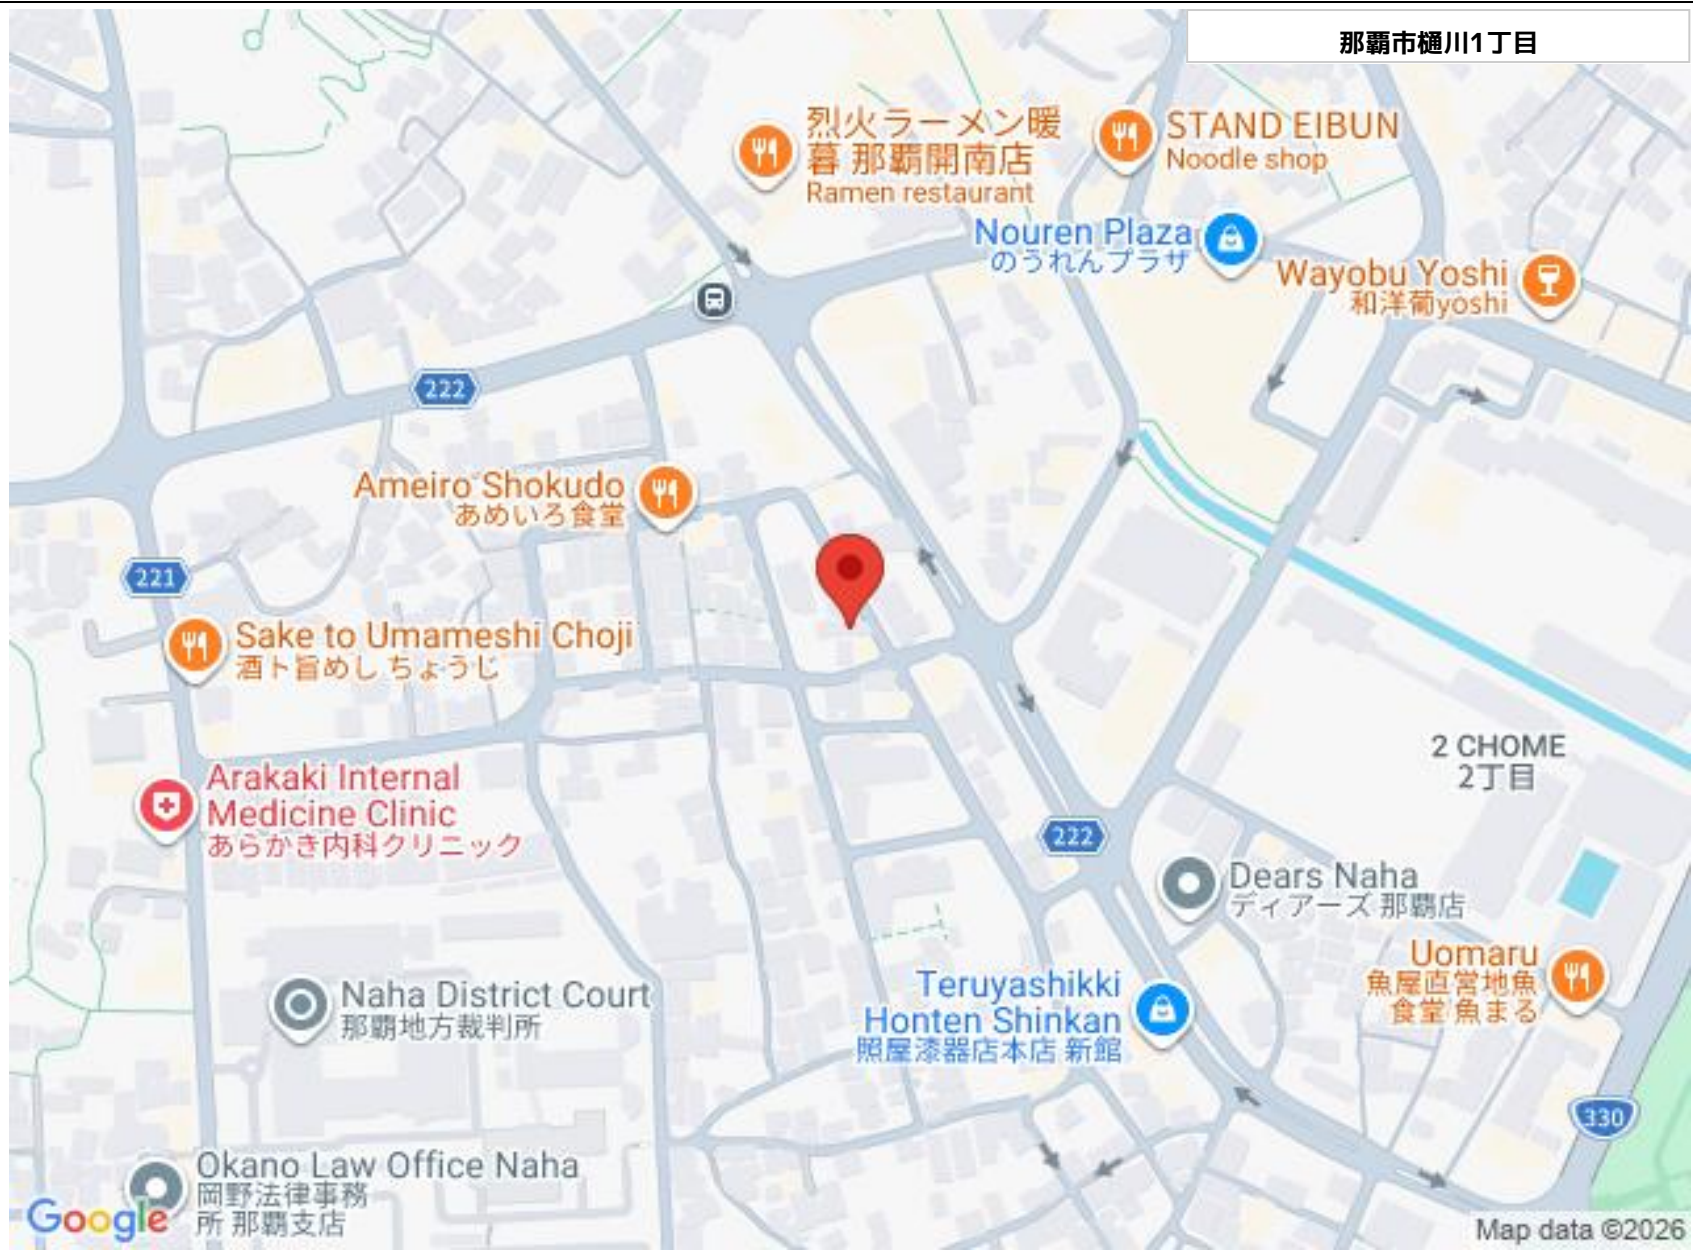 那覇市樋川1丁目
烈火ラーメン暖
暮 那覇開南店
Ramen restaurant
STAND EIBUN
Noodle shop
Nouren Plaza
のうれんプラザ
Wayobu Yoshi
和洋葡yoshi
222
Ameiro Shokudo
あめいろ食堂
221
Sake to Umameshi Choji
酒ト旨めし ちょうじ
2 CHOME
2丁目
Arakaki Internal
Medicine Clinic
あらかき内科クリニック
222
Dears Naha
ディアーズ 那覇店
Uomaru
魚屋直営地魚
食堂 魚まる
Naha District Court
那覇地方裁判所
Teruyashikki
Honten Shinkan
照屋漆器店本店 新館
330
Okano Law Office Naha
岡野法律事務
所 那覇支店
Google
Map data ©2026